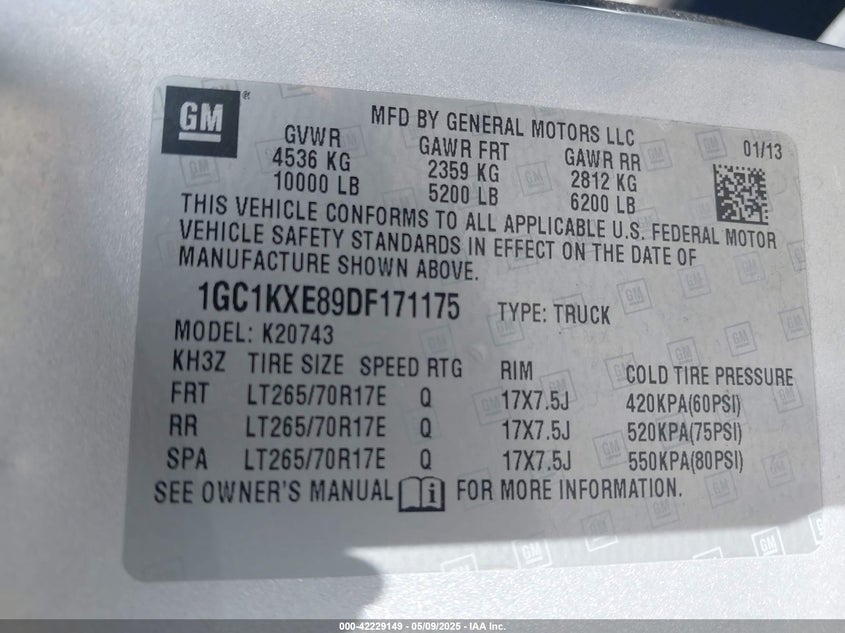 GM
®
MFD BY GENERAL MOTORS LLC
01/13
GVWR GAWR FRT GAWR RR
4536 KG 2359 KG 2812 KG
10000 LB 5200 LB 6200 LB
THIS VEHICLE CONFORMS TO ALL APPLICABLE U.S. FEDERAL MOTOR
VEHICLE SAFETY STANDARDS IN EFFECT ON THE DATE OF
MANUFACTURE SHOWN ABOVE.
1GC1KXE89DF171175 TYPE: TRUCK
MODEL: K20743
KH3Z TIRE SIZE SPEED RTG RIM COLD TIRE PRESSURE
FRT LT265/70R17E Q 17X7.5J 420KPA(60PSI)
RR LT265/70R17E Q 17X7.5J 520KPA(75PSI)
SPA LT265/70R17E Q 17X7.5J 550KPA(80PSI)
SEE OWNER'S MANUAL i FOR MORE INFORMATION.
000-42229149 - 05/09/2025 - IAA Inc.